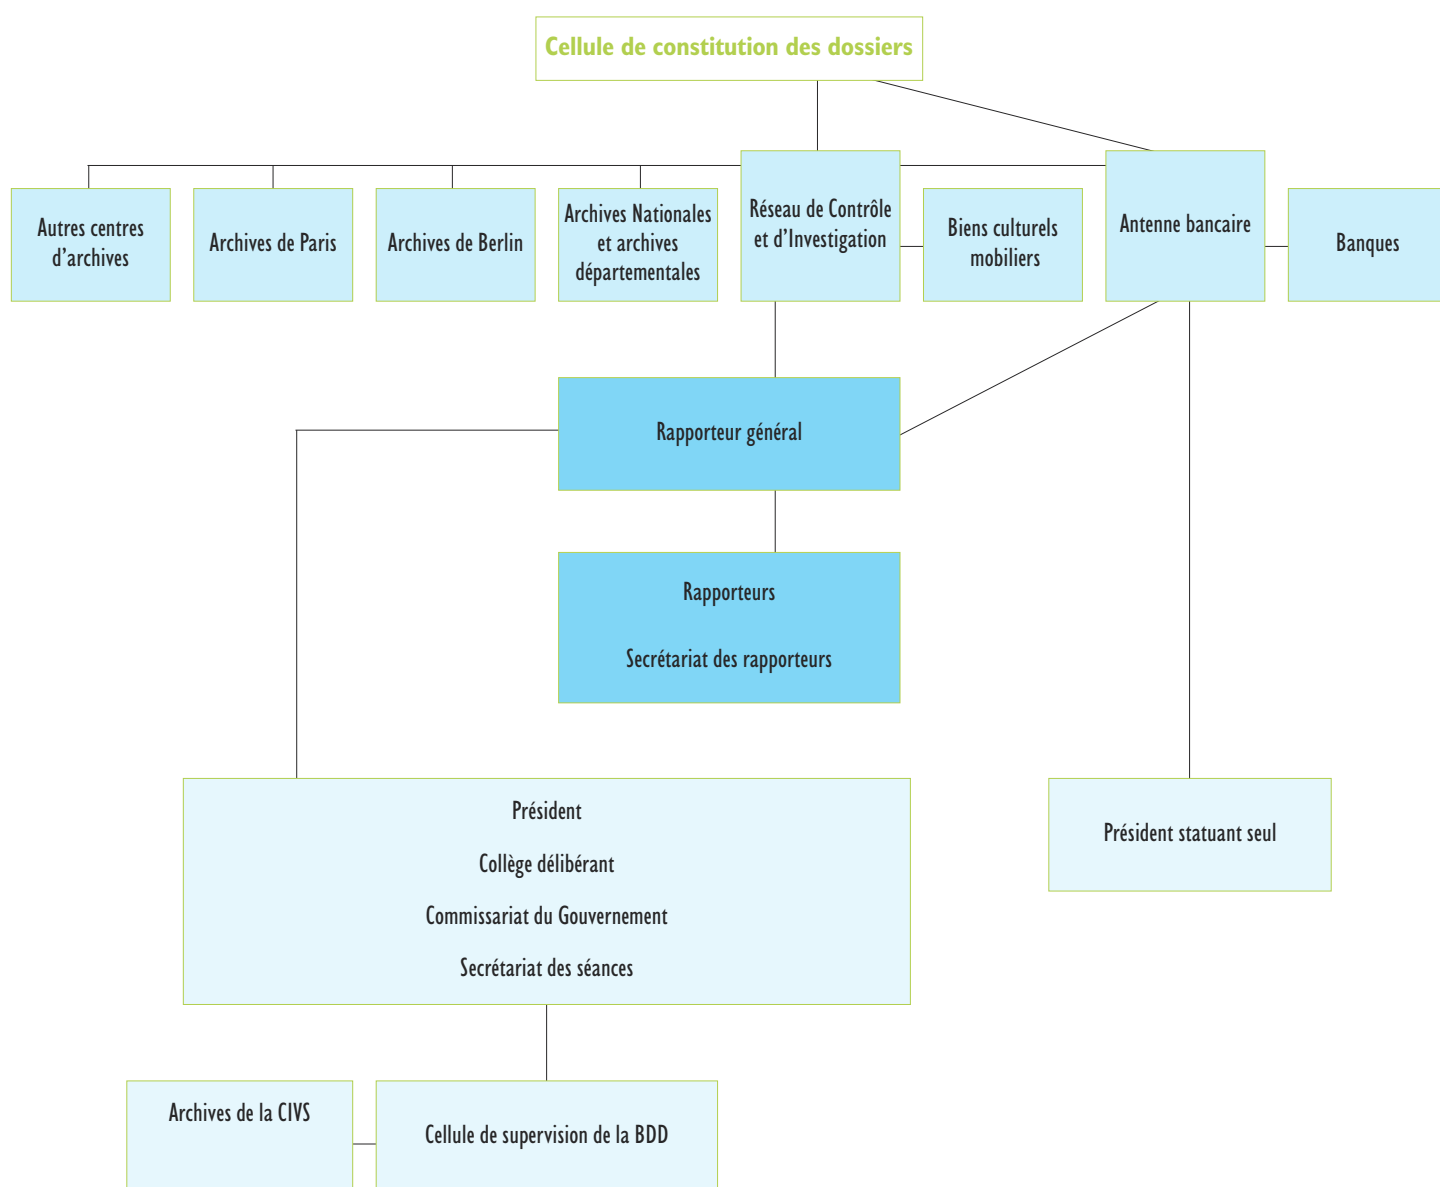 Cellule de constitution des dossiers
Autres centres
d'archives
Archives de Paris
Archives de Berlin
Archives Nationales
et archives
départementales
Réseau de Contrôle
et d'Investigation
Biens culturels
mobiliers
Antenne bancaire
Banques
Rapporteur général
Rapporteurs
Secrétariat des rapporteurs
Président
Collège délibérant
Commissariat du Gouvernement
Secrétariat des séances
Président statuant seul
Archives de la CIVS
Cellule de supervision de la BDD